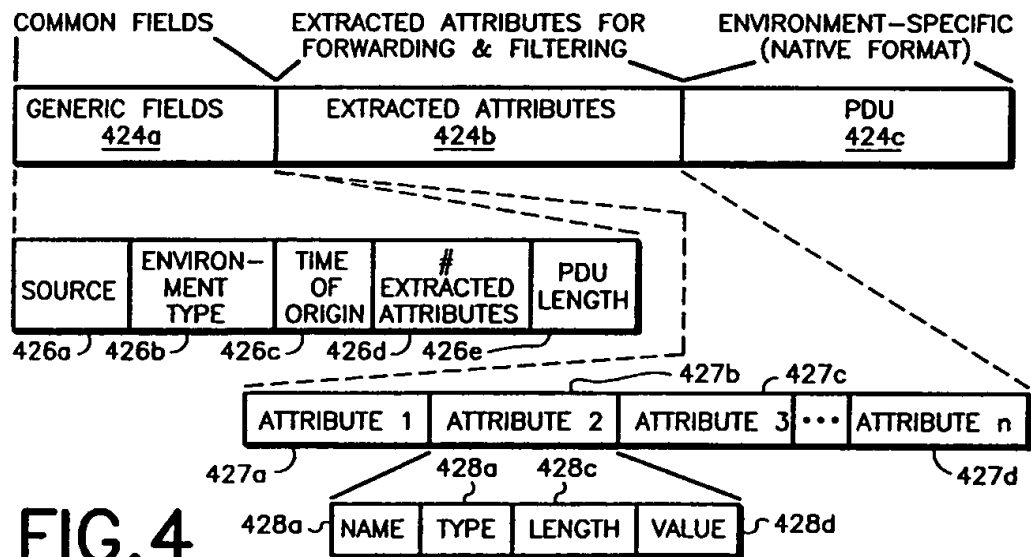 COMMON FIELDS
EXTRACTED ATTRIBUTES FOR
FORWARDING & FILTERING
ENVIRONMENT-SPECIFIC
(NATIVE FORMAT)
GENERIC FIELDS
424a
EXTRACTED ATTRIBUTES
424b
PDU
424c
SOURCE
ENVIRON-
MENT
TYPE
TIME
OF
ORIGIN
#
EXTRACTED
ATTRIBUTES
PDU
LENGTH
426a
426b
426c
426d
426e
427b
427c
ATTRIBUTE 1
ATTRIBUTE 2
ATTRIBUTE 3
•••
ATTRIBUTE n
427a
428a
428c
427d
FIG.4
428a
NAME
TYPE
LENGTH
VALUE
428d